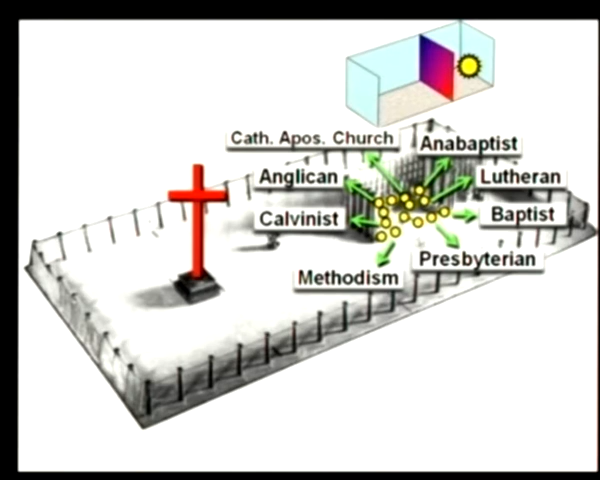 Cath. Apos. Church
Anabaptist
Anglican
Lutheran
Calvinist
Baptist
Methodism
Presbyterian